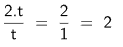 2.t/t = 2/1 = 2